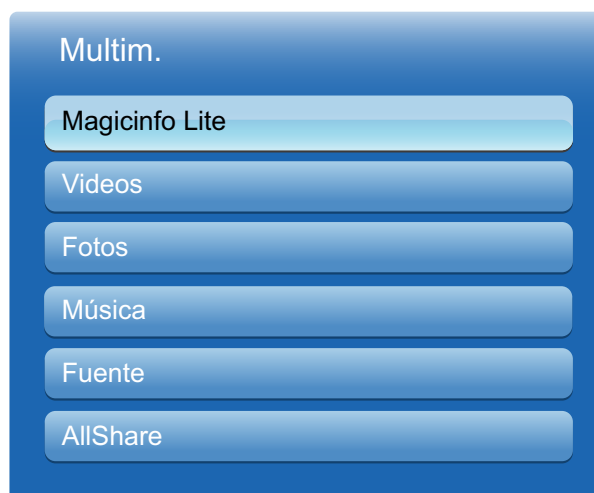 Multim.
Magicinfo Lite
Videos
Fotos
Música
Fuente
AllShare